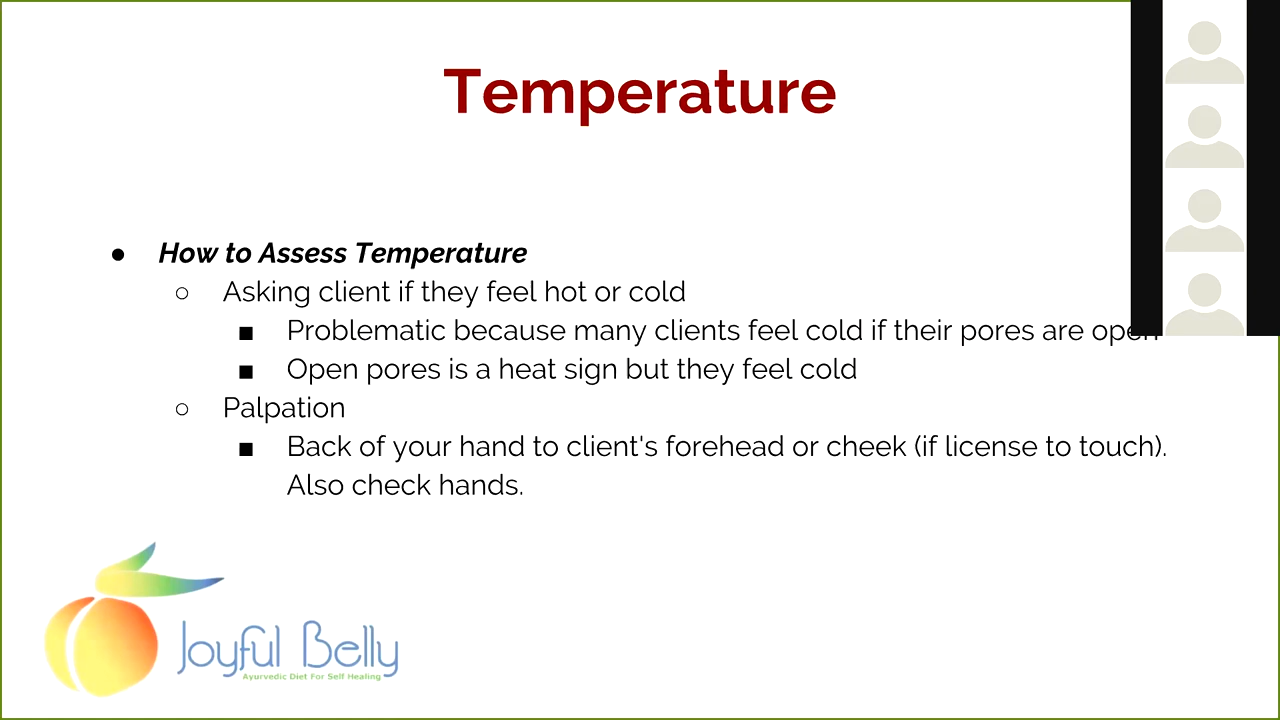 Temperature
● How to Assess Temperature
○ Asking client if they feel hot or cold
■ Problematic because many clients feel cold if their pores are open
■ Open pores is a heat sign but they feel cold
○ Palpation
■ Back of your hand to client's forehead or cheek (if license to touch).
Also check hands.
Joyful Belly
Ayurvedic Diet For Self Healing